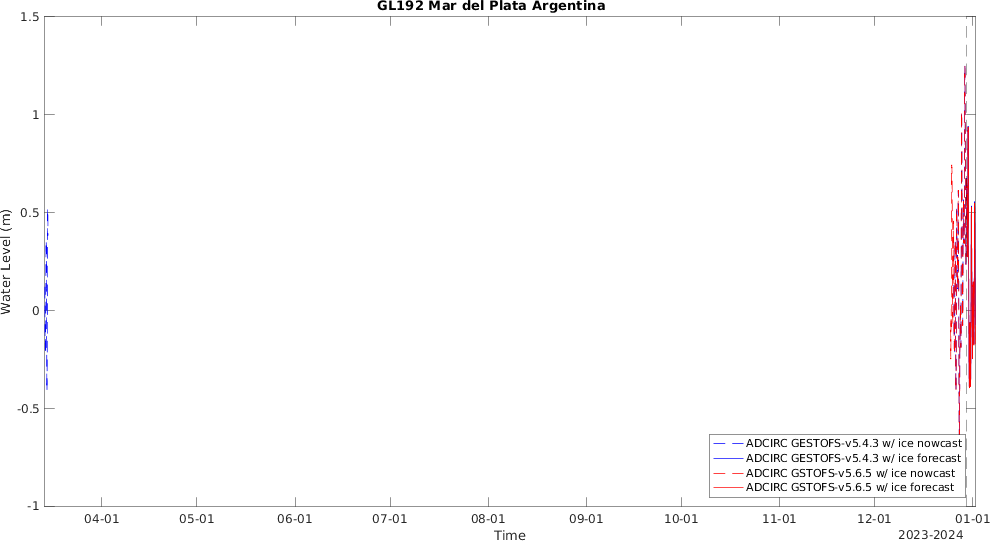 GL192 Mar del Plata Argentina
1.5
1
0.5
0
-0.5
-1
Water Level (m)
ADCIRC GESTOFS-v5.4.3 w/ ice nowcast
ADCIRC GESTOFS-v5.4.3 w/ ice forecast
ADCIRC GSTOFS-v5.6.5 w/ ice nowcast
ADCIRC GSTOFS-v5.6.5 w/ ice forecast
04-01 05-01 06-01 07-01 08-01 09-01 10-01 11-01 12-01 01-01
Time
2023-2024